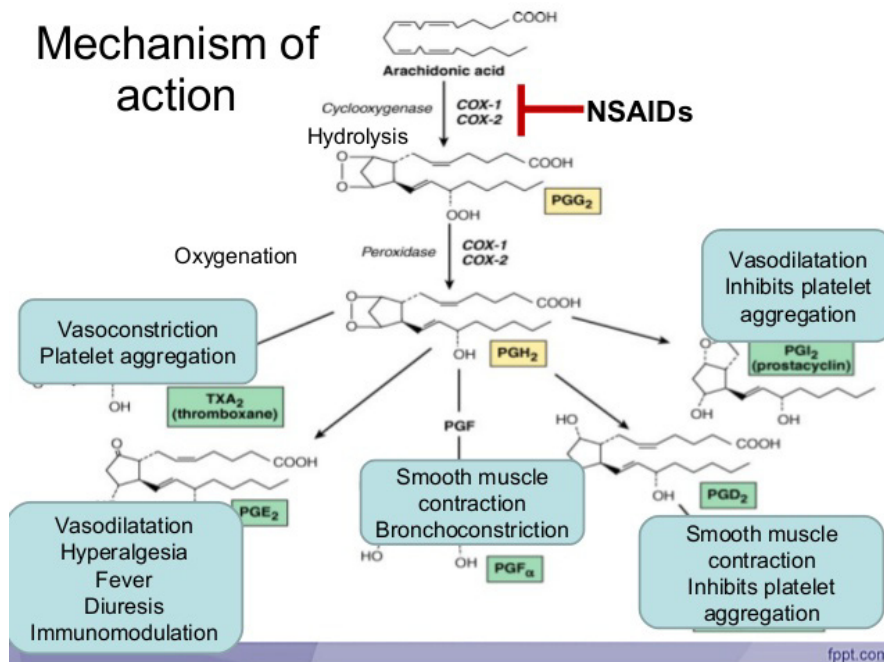 Mechanism of
action
COOH
Arachidonic acid
Cyclooxygenase
COX-1
COX-2
NSAIDs
Hydrolysis
O
O
COOH
OOH
PGG2
Oxygenation
Peroxidase
COX-1
COX-2
O
O
COOH
OH
PGH2
Vasoconstriction
Platelet aggregation
OH
TXA2
(thromboxane)
Vasodilatation
Inhibits platelet
aggregation
O
PGI2
(prostacyclin)
OH
OH
O
COOH
PGE2
Vasodilatation
Hyperalgesia
Fever
Diuresis
Immunomodulation
PGF
Smooth muscle
contraction
Bronchoconstriction
HO
OH
PGFα
HO
COOH
OH
PGD2
Smooth muscle
contraction
Inhibits platelet
aggregation
fppt.com